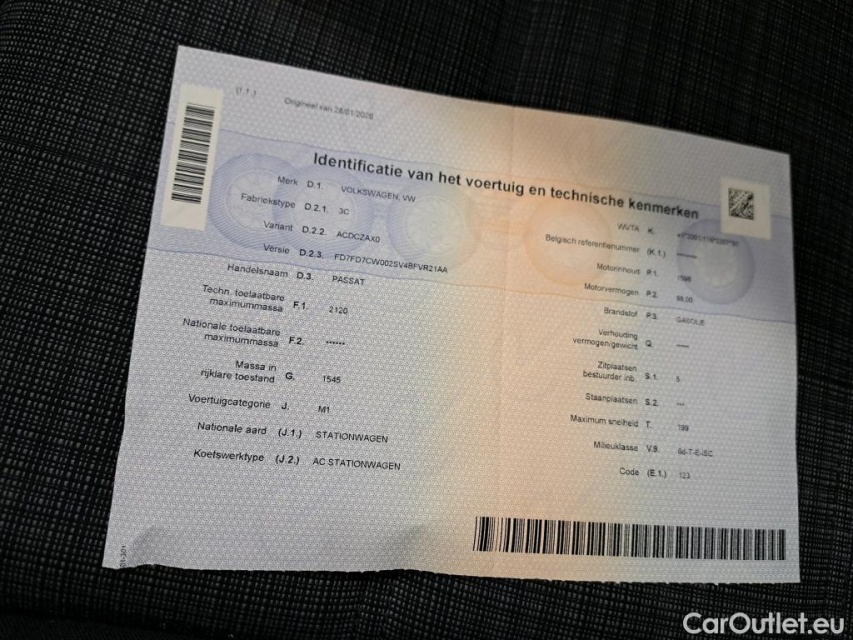 (I.1.)
Origineel van 28/01/2026
Identificatie van het voertuig en technische kenmerken
Merk D.1. VOLKSWAGEN, VW
Fabriekstype D.2.1. 3C
Variant D.2.2. ACDCZAX0
Versie D.2.3. FD7FD7CW002SV4BFVR21AA
Handelsnaam D.3. PASSAT
Techn. toelaatbare
maximummassa F.1. 2120
Nationale toelaatbare
maximummassa F.2. ------
Massa in
rijklare toestand G. 1545
Voertuigcategorie J. M1
Nationale aard (J.1.) STATIONWAGEN
Koetswerktype (J.2.) AC STATIONWAGEN
WVTA K.
Belgisch referentienummer (K.1.) ------
Motorinhoud P.1. 1598
Motorvermogen P.2. 88,00
Brandstof P.3. GASOLIE
Verhouding
vermogen/gewicht Q. ----
Zitplaatsen
bestuurder inb. S.1. 5
Staanplaatsen S.2. ---
Maximum snelheid T. 199
Milieuklasse V.9. 6d-T-E-ISC
Code (E.1.) 123
CarOutlet.eu